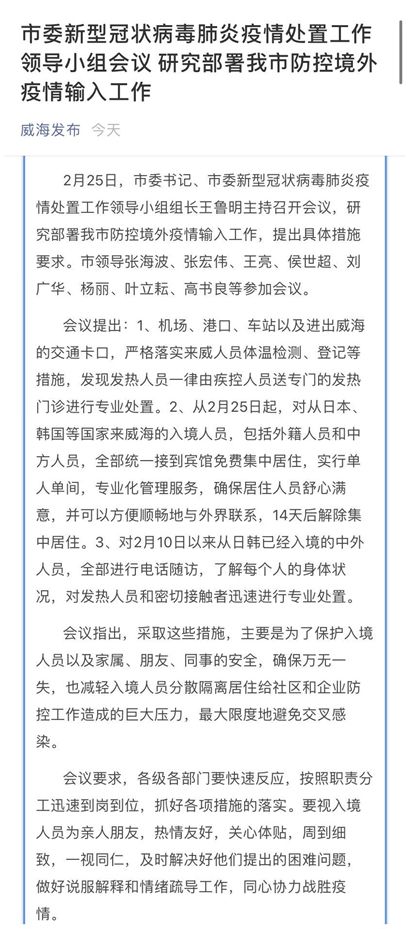 市委新型冠状病毒肺炎疫情处置工作
领导小组会议 研究部署我市防控境外
疫情输入工作
威海发布 今天
2月25日，市委书记、市委新型冠状病毒肺炎疫
情处置工作领导小组组长王鲁明主持召开会议，研
究部署我市防控境外疫情输入工作，提出具体措施
要求。市领导张海波、张宏伟、王亮、侯世超、刘
广华、杨丽、叶立耘、高书良等参加会议。
会议提出：1、机场、港口、车站以及进出威海
的交通卡口，严格落实来威人员体温检测、登记等
措施，发现发热人员一律由疾控人员送专门的发热
门诊进行专业处置。2、从2月25日起，对从日本、
韩国等国家来威海的入境人员，包括外籍人员和中
方人员，全部统一接到宾馆免费集中居住，实行单
人单间，专业化管理服务，确保居住人员舒心满
意，并可以方便顺畅地与外界联系，14天后解除集
中居住。3、对2月10日以来从日韩已经入境的中外
人员，全部进行电话随访，了解每个人的身体状
况，对发热人员和密切接触者迅速进行专业处置。
会议指出，采取这些措施，主要是为了保护入境
人员以及家属、朋友、同事的安全，确保万无一
失，也减轻入境人员分散隔离居住给社区和企业防
控工作造成的巨大压力，最大限度地避免交叉感
染。
会议要求，各级各部门要快速反应，按照职责分
工迅速到岗到位，抓好各项措施的落实。要视入境
人员为亲人朋友，热情友好，关心体贴，周到细
致，一视同仁，及时解决好他们提出的困难问题，
做好说服解释和情绪疏导工作，同心协力战胜疫
情。